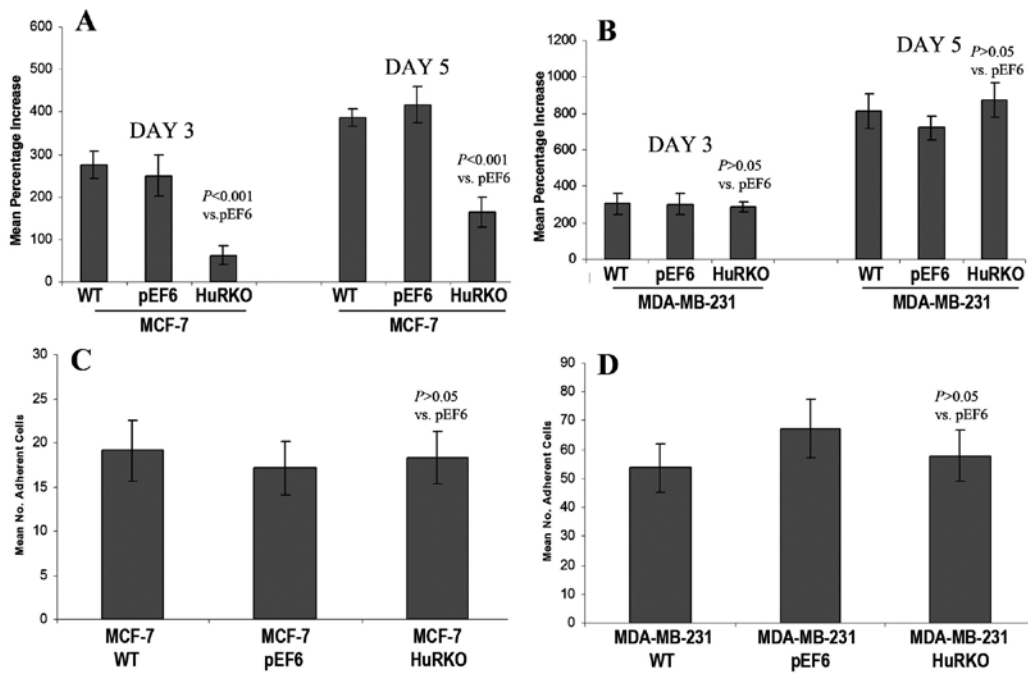 A
Mean Percentage Increase
600
500
400
300
200
100
0
DAY 3
DAY 5
P<0.001
vs.pEF6
P<0.001
vs. pEF6
WT pEF6 HuRKO WT pEF6 HuRKO
MCF-7 MCF-7
B
Mean Percentage Increase
1200
1000
800
600
400
200
0
DAY 3
DAY 5
P>0.05
vs. pEF6
P>0.05
vs. pEF6
WT pEF6 HuRKO WT pEF6 HuRKO
MDA-MB-231 MDA-MB-231
C
Mean No. Adherent Cells
30
25
20
15
10
5
0
P>0.05
vs. pEF6
MCF-7 MCF-7 MCF-7
WT pEF6 HuRKO
D
Mean No. Adherent Cells
90
80
70
60
50
40
30
20
10
0
P>0.05
vs. pEF6
MDA-MB-231 MDA-MB-231 MDA-MB-231
WT pEF6 HuRKO